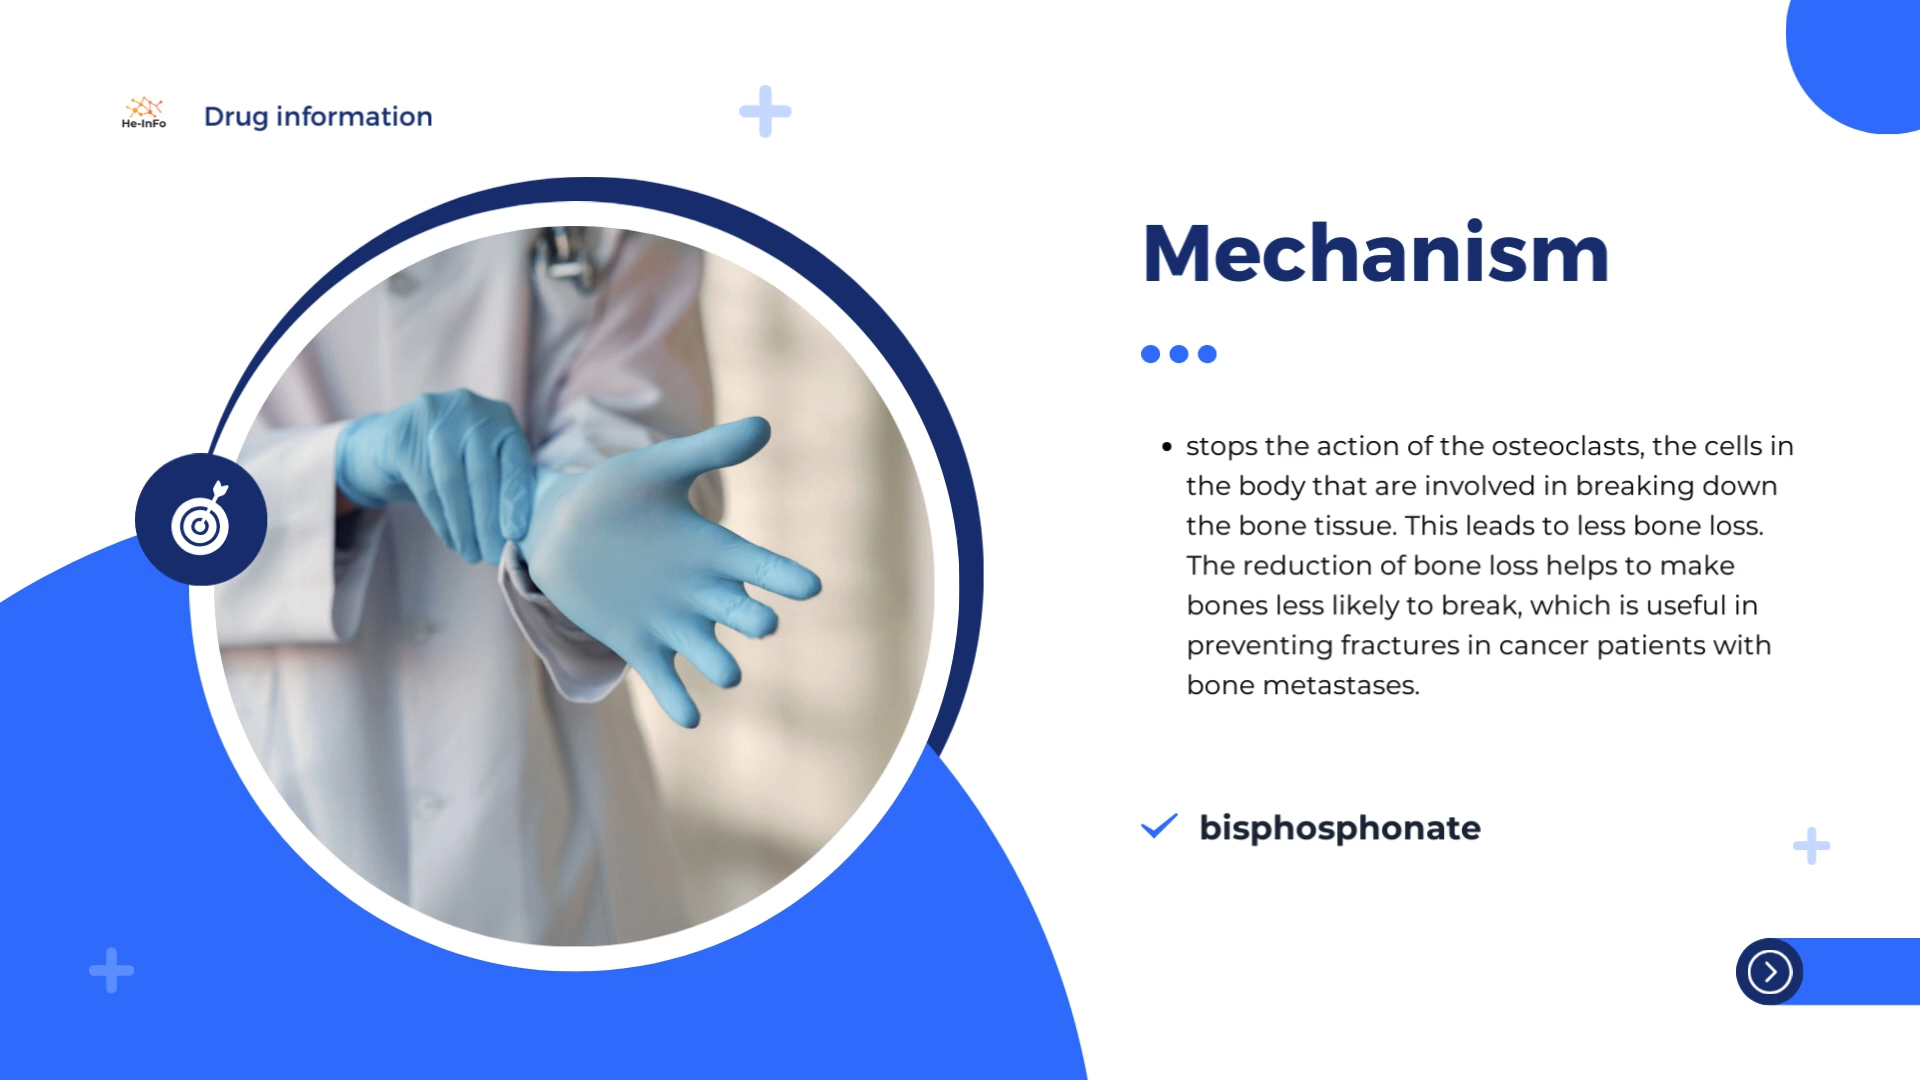 He-InFo
Drug information
Mechanism
• stops the action of the osteoclasts, the cells in
the body that are involved in breaking down
the bone tissue. This leads to less bone loss.
The reduction of bone loss helps to make
bones less likely to break, which is useful in
preventing fractures in cancer patients with
bone metastases.
bisphosphonate